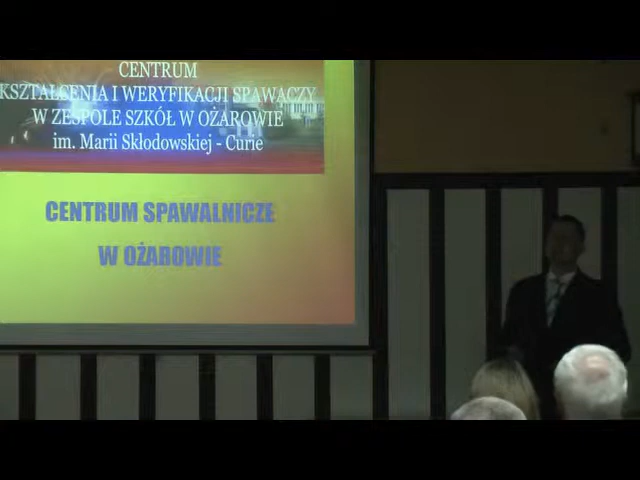 CENTRUM
KSZTAŁCENIA I WERYFIKACJI SPAWACZY
W ZESPOLE SZKÓŁ W OŻAROWIE
im. Marii Skłodowskiej - Curie
CENTRUM SPAWALNICZE
W OŻAROWIE